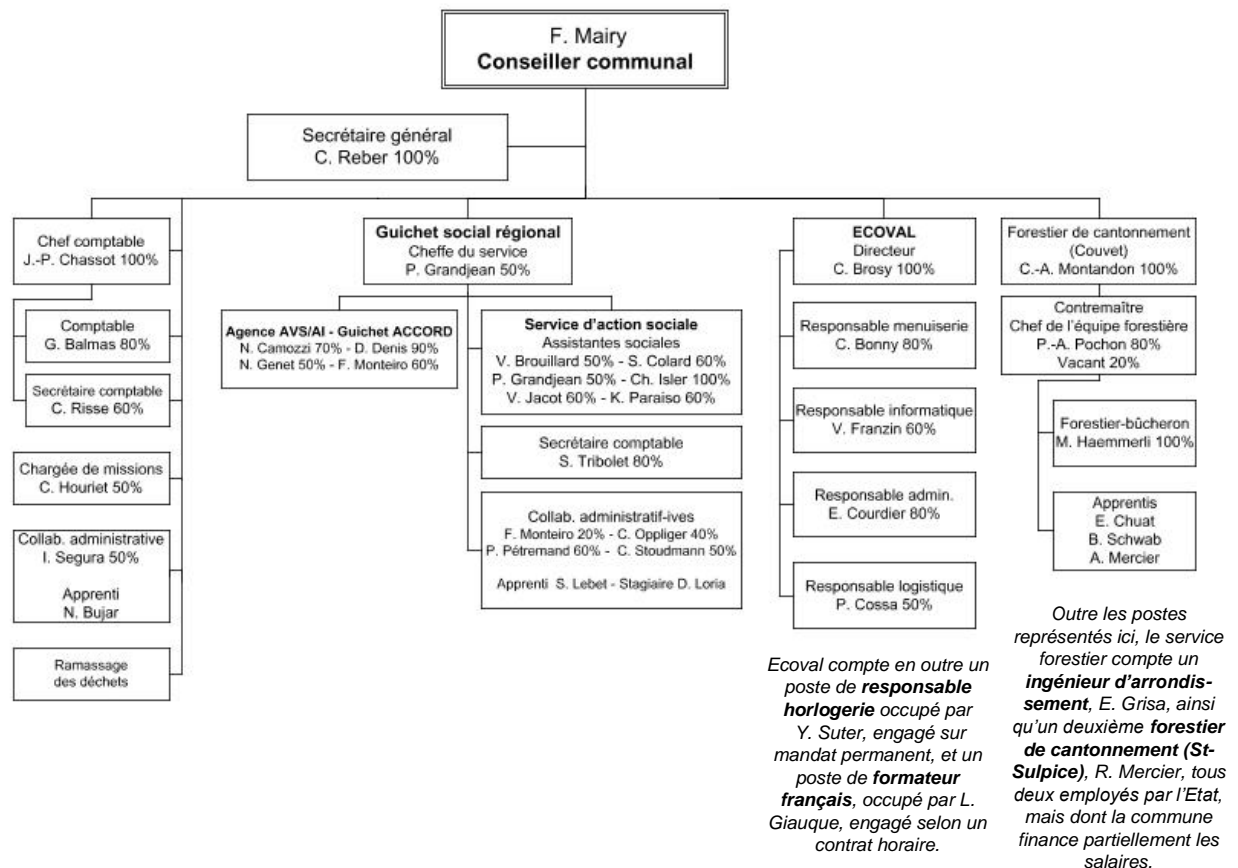 F. Mairy
Conseiller communal
Secrétaire général
C. Reber 100%
Chef comptable
J.-P. Chassot 100%
Comptable
G. Balmas 80%
Secrétaire comptable
C. Risse 60%
Chargée de missions
C. Houriet 50%
Collab. administrative
I. Segura 50%
Apprenti
N. Bujar
Ramassage
des déchets
Guichet social régional
Cheffe du service
P. Grandjean 50%
Agence AVS/AI - Guichet ACCORD
N. Camozzi 70% - D. Denis 90%
N. Genet 50% - F. Monteiro 60%
Service d'action sociale
Assistantes sociales
V. Brouillard 50% - S. Colard 60%
P. Grandjean 50% - Ch. Isler 100%
V. Jacot 60% - K. Paraiso 60%
Secrétaire comptable
S. Tribolet 80%
Collab. administratif-ives
F. Monteiro 20% - C. Oppliger 40%
P. Pétremand 60% - C. Stoudmann 50%
Apprenti S. Lebet - Stagiaire D. Loria
ECOVAL
Directeur
C. Brosy 100%
Responsable menuiserie
C. Bonny 80%
Responsable informatique
V. Franzin 60%
Responsable admin.
E. Courdier 80%
Responsable logistique
P. Cossa 50%
Ecoval compte en outre un
poste de responsable
horlogerie occupé par
Y. Suter, engagé sur
mandat permanent, et un
poste de formateur
français, occupé par L.
Giauque, engagé selon un
contrat horaire.
Forestier de cantonnement
(Couvet)
C.-A. Montandon 100%
Contremaître
Chef de l'équipe forestière
P.-A. Pochon 80%
Vacant 20%
Forestier-bûcheron
M. Haemmerli 100%
Apprentis
E. Chuat
B. Schwab
A. Mercier
Outre les postes
représentés ici, le service
forestier compte un
ingénieur d'arrondis-
sement, E. Grisa, ainsi
qu'un deuxième forestier
de cantonnement (St-
Sulpice), R. Mercier, tous
deux employés par l'Etat,
mais dont la commune
finance partiellement les
salaires.